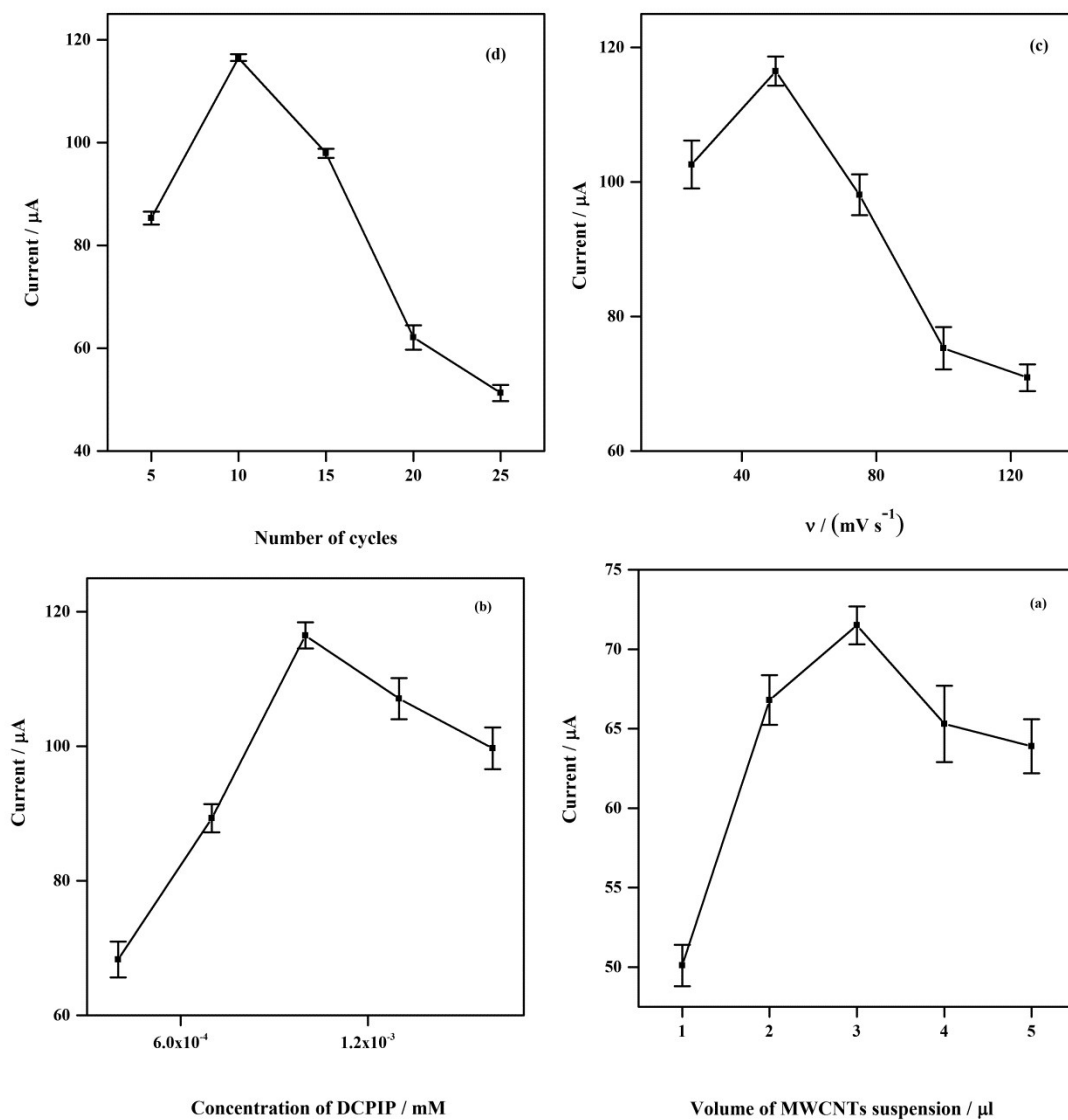 (d)
Current / μA
120
100
80
60
40
5 10 15 20 25
Number of cycles
(c)
Current / μA
120
100
80
60
40 80 120
ν / (mV s⁻¹)
(b)
Current / μA
120
100
80
60
6.0x10⁻⁴ 1.2x10⁻³
Concentration of DCPIP / mM
(a)
Current / μA
75
70
65
60
55
50
1 2 3 4 5
Volume of MWCNTs suspension / μl